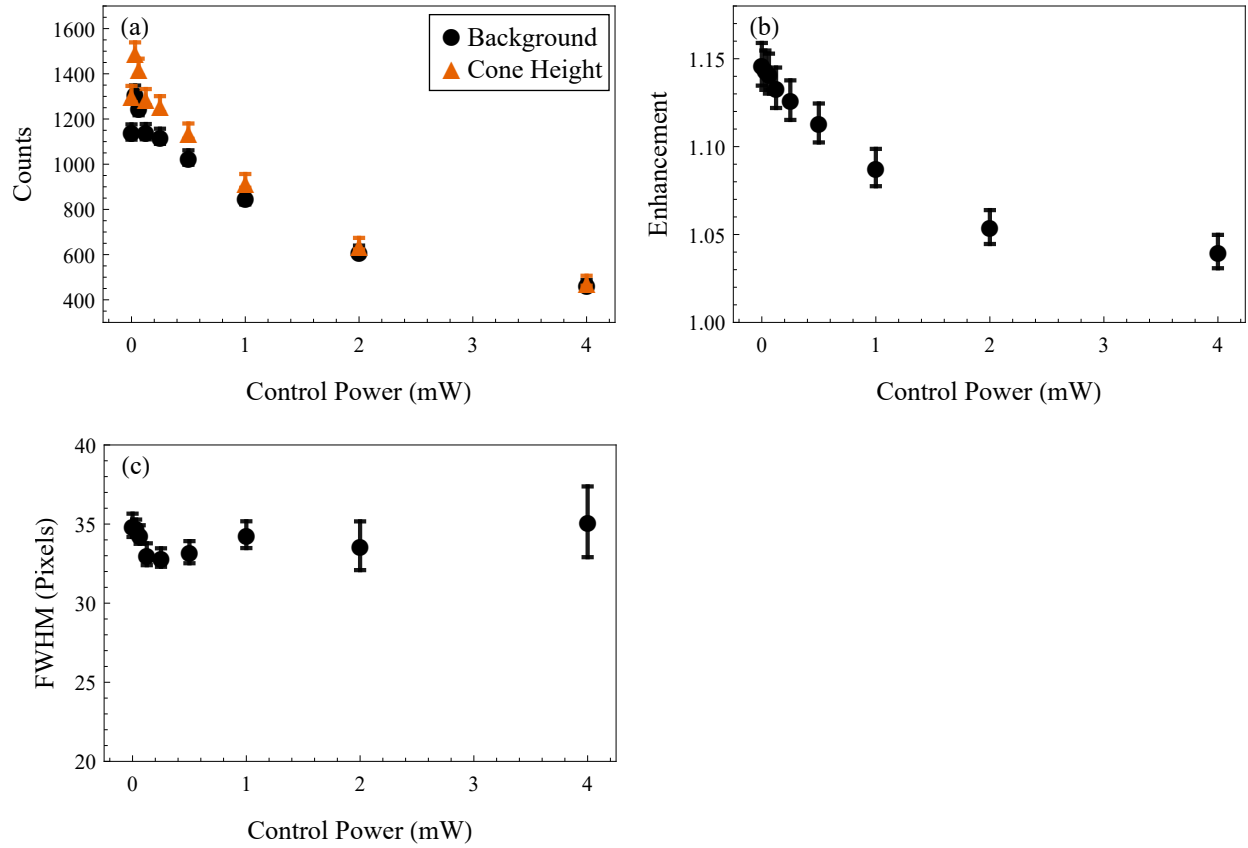 (a)
Background
Cone Height
1600
1400
1200
1000
800
600
400
Counts
0 1 2 3 4
Control Power (mW)
(b)
1.15
1.10
1.05
1.00
Enhancement
0 1 2 3 4
Control Power (mW)
(c)
40
35
30
25
20
FWHM (Pixels)
0 1 2 3 4
Control Power (mW)